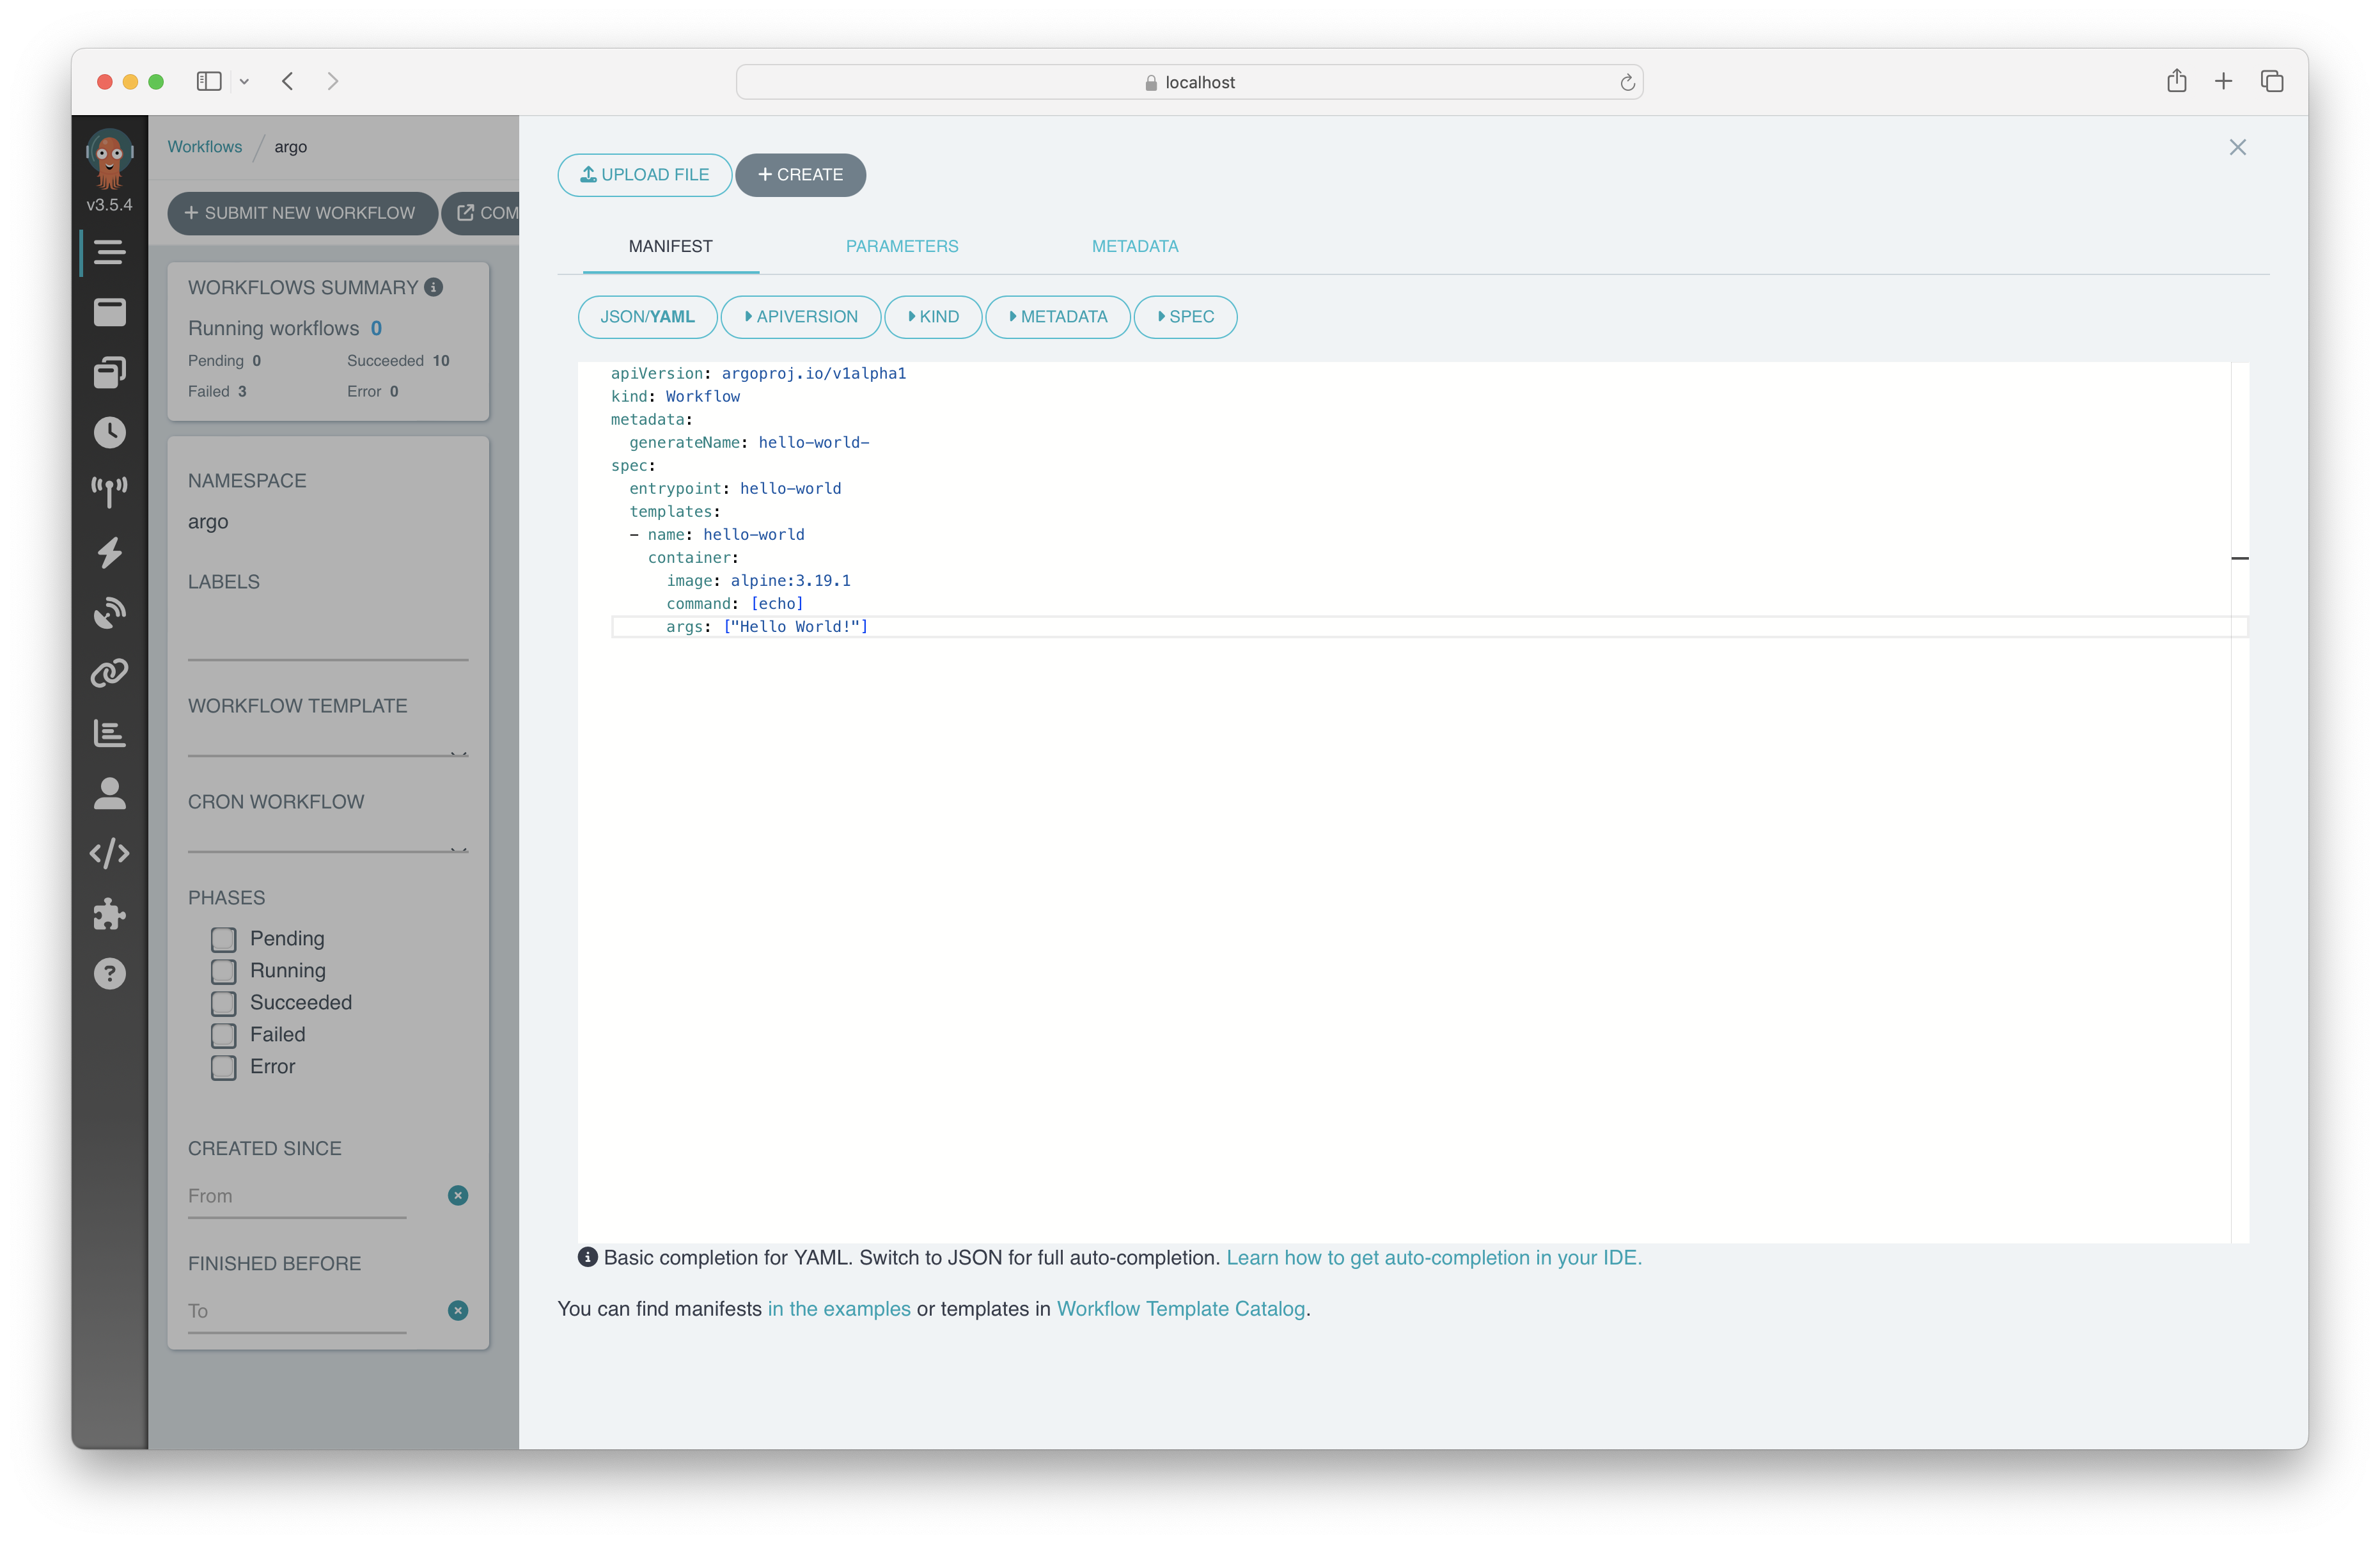 localhost
v3.5.4
Workflows / argo
+ SUBMIT NEW WORKFLOW
COM
WORKFLOWS SUMMARY
Running workflows 0
Pending 0 Succeeded 10
Failed 3 Error 0
NAMESPACE
argo
LABELS
WORKFLOW TEMPLATE
CRON WORKFLOW
PHASES
Pending
Running
Succeeded
Failed
Error
CREATED SINCE
From
FINISHED BEFORE
To
UPLOAD FILE + CREATE
MANIFEST PARAMETERS METADATA
JSON/YAML APIVERSION KIND METADATA SPEC
apiVersion: argoproj.io/v1alpha1
kind: Workflow
metadata:
  generateName: hello-world-
spec:
  entrypoint: hello-world
  templates:
  - name: hello-world
    container:
      image: alpine:3.19.1
      command: [echo]
      args: ["Hello World!"]
Basic completion for YAML. Switch to JSON for full auto-completion. Learn how to get auto-completion in your IDE.
You can find manifests in the examples or templates in Workflow Template Catalog.